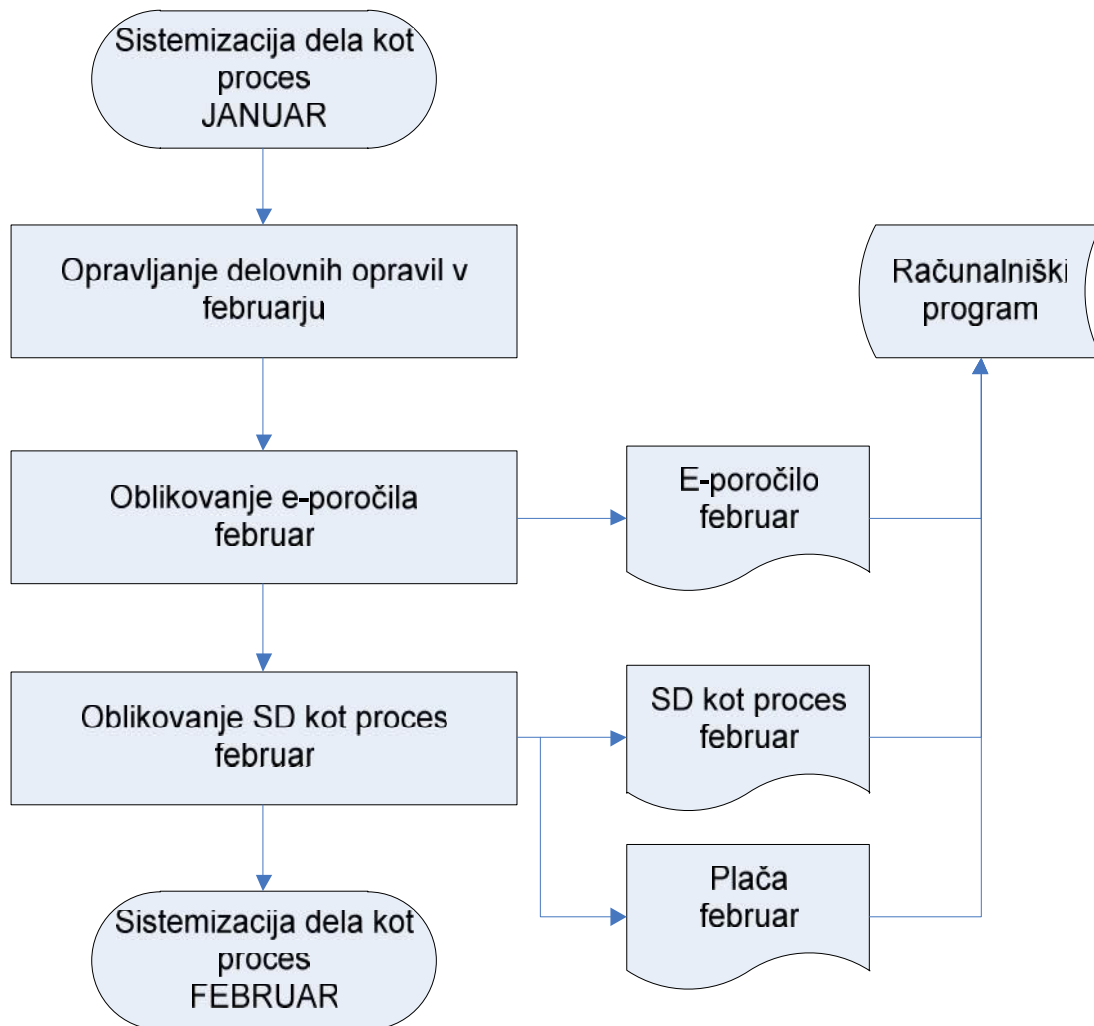 Sistemizacija dela kot
proces
JANUAR
Opravljanje delovnih opravil v
februarju
Računalniški
program
Oblikovanje e-poročila
februar
E-poročilo
februar
Oblikovanje SD kot proces
februar
SD kot proces
februar
Plača
februar
Sistemizacija dela kot
proces
FEBRUAR